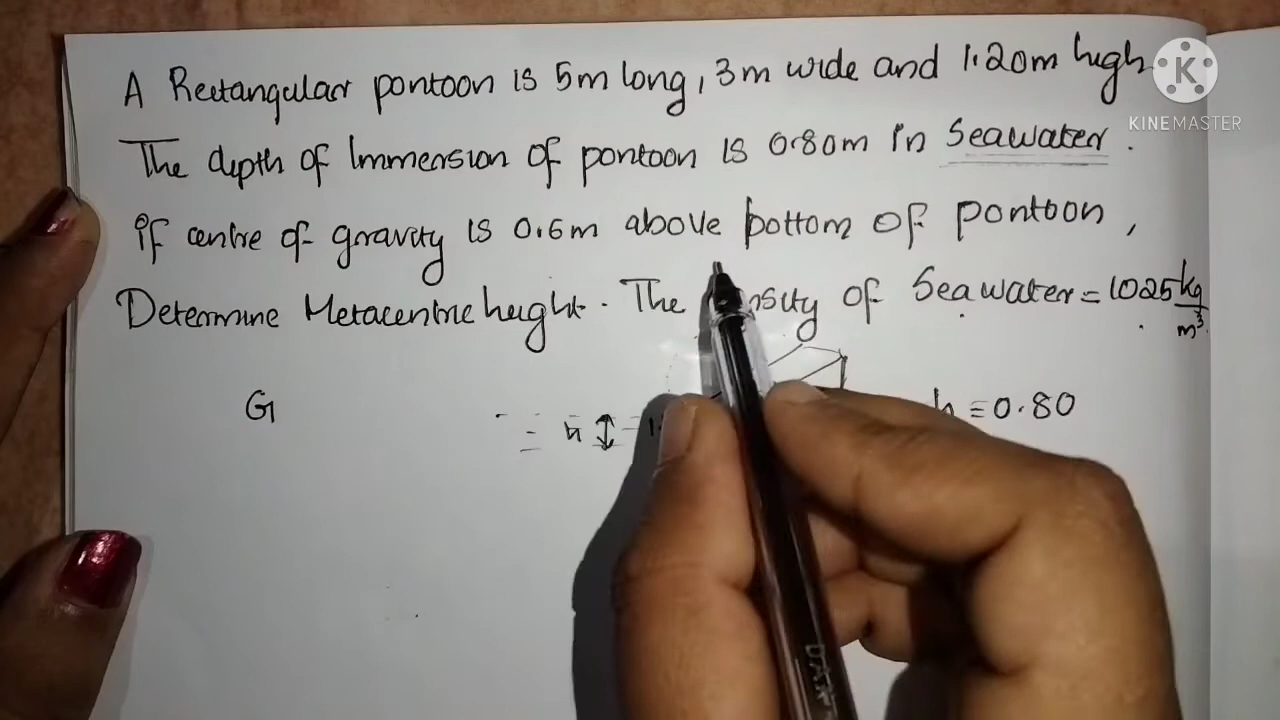 A Rectangular pontoon is 5m long, 3m wide and 1.20m high
The depth of Immersion of pontoon is 0.80m in Seawater.
If centre of gravity is 0.6m above bottom of pontoon,
Determine Metacentric height. The of Seawater = 1025 kg/m³.
G h h = 0.80
K
KINEMASTER